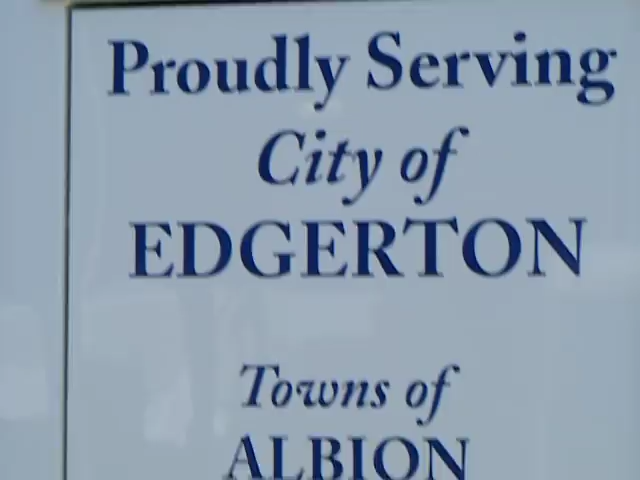 Proudly Serving
City of
EDGERTON
Towns of
ALBION